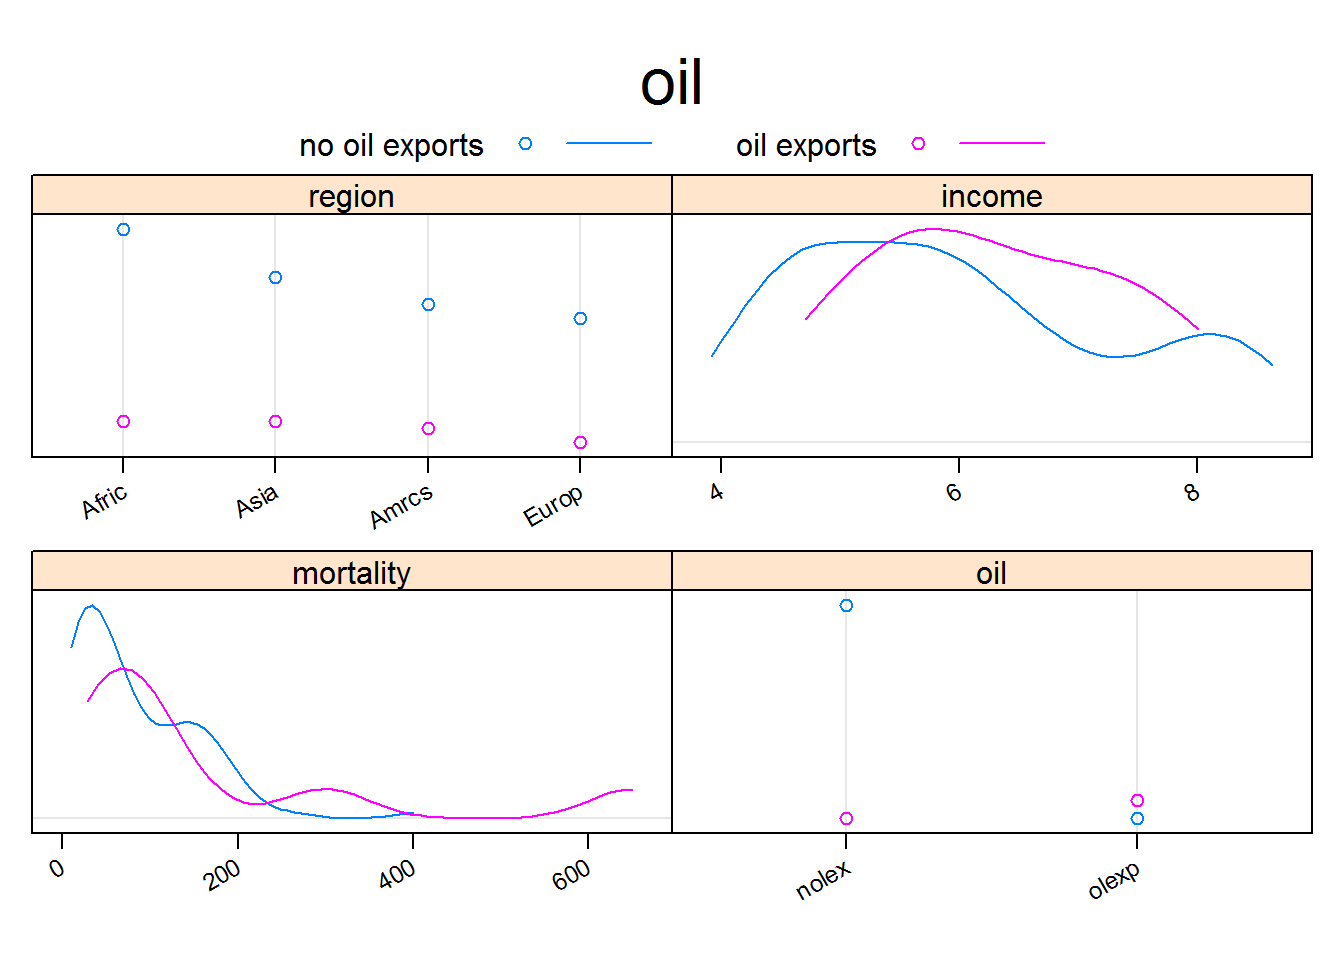 oil
no oil exports oil exports
region income
Afric Asia Amrcs Europ 4 6 8
mortality oil
0 200 400 600 nolex olexp